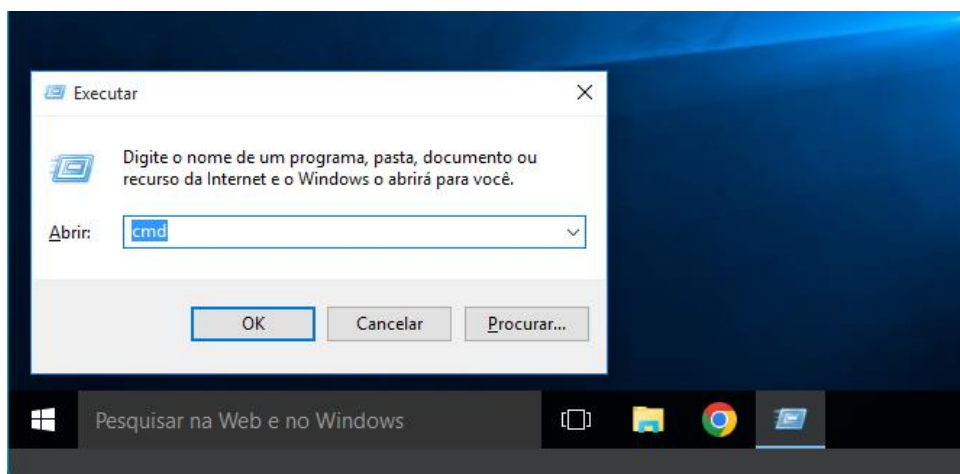 Executar
Digite o nome de um programa, pasta, documento ou
recurso da Internet e o Windows o abrirá para você.
Abrir:
cmd
OK
Cancelar
Procurar...
Pesquisar na Web e no Windows